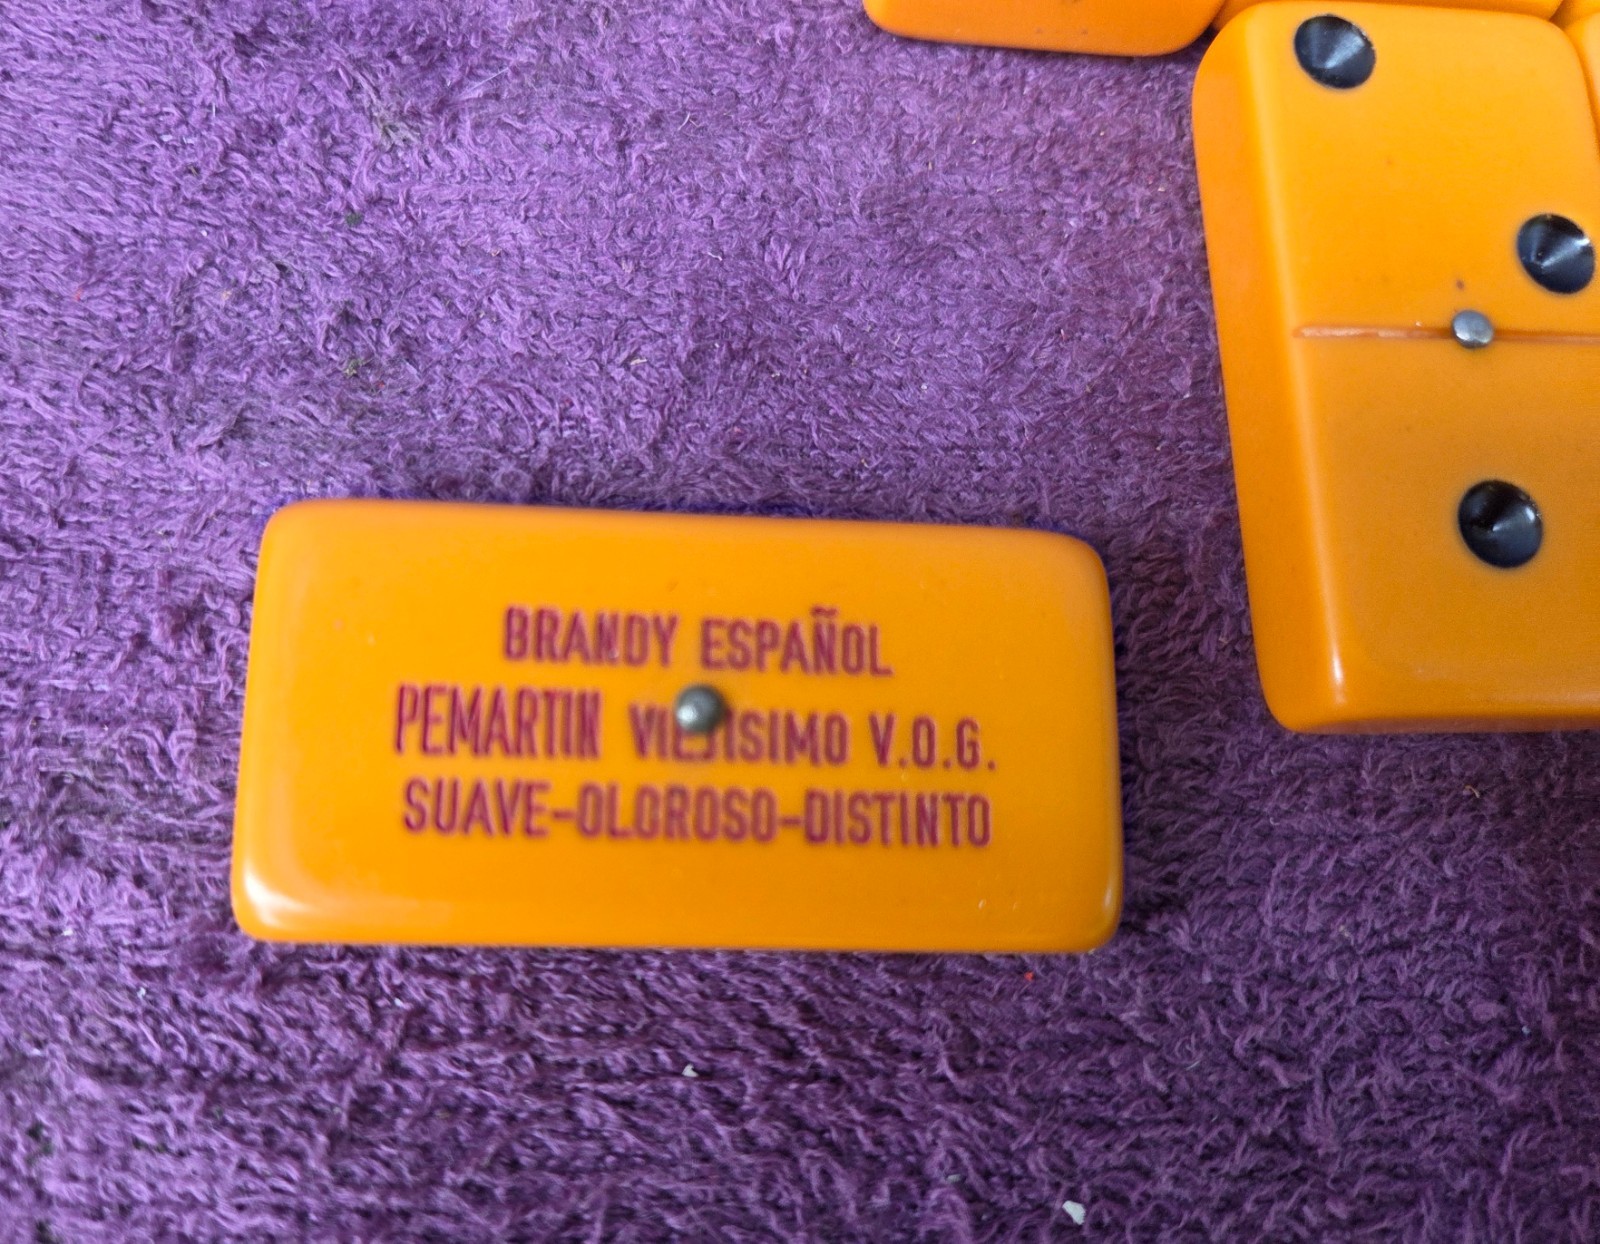 BRANDY ESPAÑOL
PEMARTIN VIEJISIMO V.O.G.
SUAVE-OLOROSO-DISTINTO